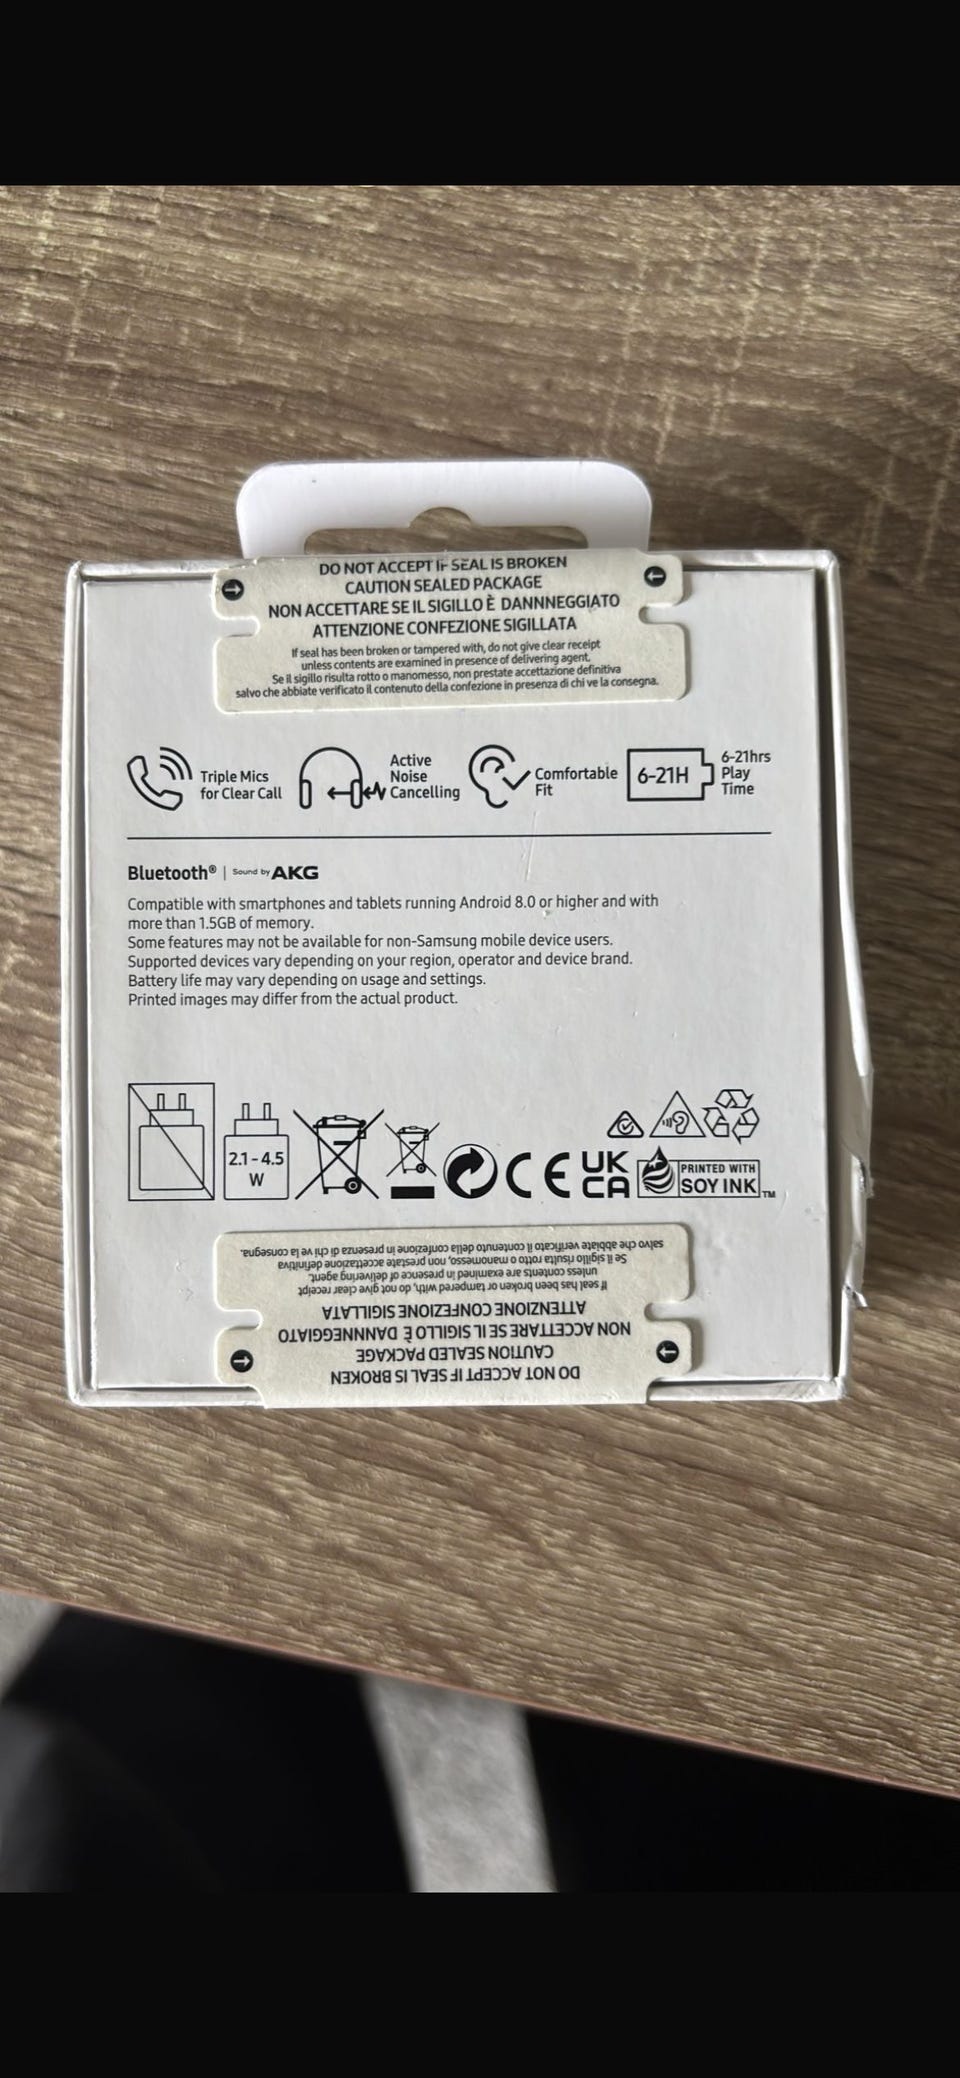 DO NOT ACCEPT IF SEAL IS BROKEN
CAUTION SEALED PACKAGE
NON ACCETTARE SE IL SIGILLO È DANNNEGGIATO
ATTENZIONE CONFEZIONE SIGILLATA
If seal has been broken or tampered with, do not give clear receipt
unless contents are examined in presence of delivering agent.
Se il sigillo risulta rotto o manomesso, non prestate accettazione definitiva
salvo che abbiate verificato il contenuto della confezione in presenza di chi ve la consegna.
Triple Mics
for Clear Call
Active
Noise
Cancelling
Comfortable
Fit
6-21H
6-21hrs
Play
Time
Bluetooth® | Sound by AKG
Compatible with smartphones and tablets running Android 8.0 or higher and with
more than 1.5GB of memory.
Some features may not be available for non-Samsung mobile device users.
Supported devices vary depending on your region, operator and device brand.
Battery life may vary depending on usage and settings.
Printed images may differ from the actual product.
2.1 - 4.5
W
CE
UK
CA
PRINTED WITH
SOY INK™
DO NOT ACCEPT IF SEAL IS BROKEN
CAUTION SEALED PACKAGE
NON ACCETTARE SE IL SIGILLO È DANNNEGGIATO
ATTENZIONE CONFEZIONE SIGILLATA
If seal has been broken or tampered with, do not give clear receipt
unless contents are examined in presence of delivering agent.
Se il sigillo risulta rotto o manomesso, non prestate accettazione definitiva
salvo che abbiate verificato il contenuto della confezione in presenza di chi ve la consegna.